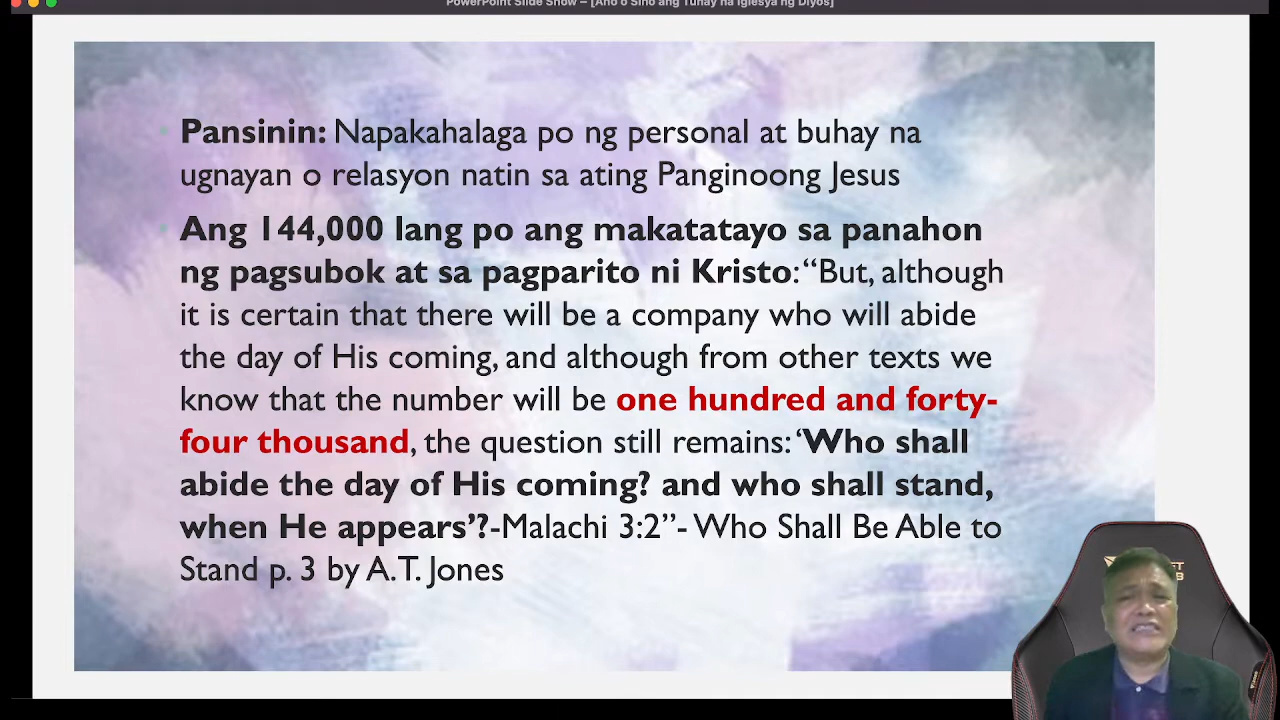 PowerPoint Slide Show – [Ano o Sino ang Tunay na Iglesya ng Diyos]
Pansinin: Napakahalaga po ng personal at buhay na
ugnayan o relasyon natin sa ating Panginoong Jesus
Ang 144,000 lang po ang makatatayo sa panahon
ng pagsubok at sa pagparito ni Kristo: “But, although
it is certain that there will be a company who will abide
the day of His coming, and although from other texts we
know that the number will be one hundred and forty-
four thousand, the question still remains: ‘Who shall
abide the day of His coming? and who shall stand,
when He appears’?-Malachi 3:2”- Who Shall Be Able to
Stand p. 3 by A.T. Jones